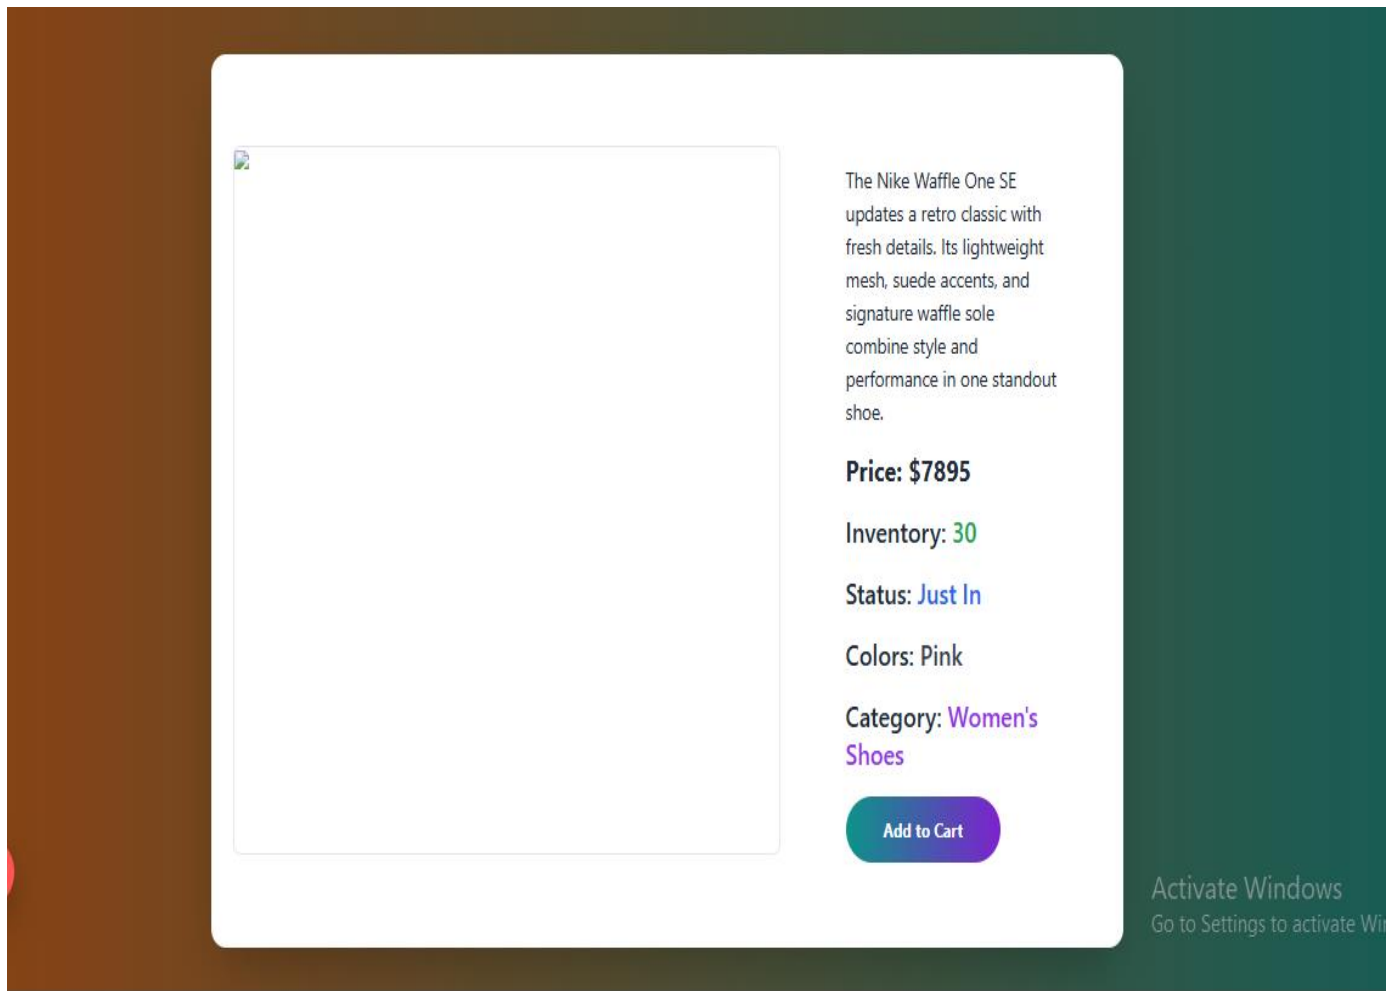 The Nike Waffle One SE
updates a retro classic with
fresh details. Its lightweight
mesh, suede accents, and
signature waffle sole
combine style and
performance in one standout
shoe.
Price: $7895
Inventory: 30
Status: Just In
Colors: Pink
Category: Women's
Shoes
Add to Cart
Activate Windows
Go to Settings to activate